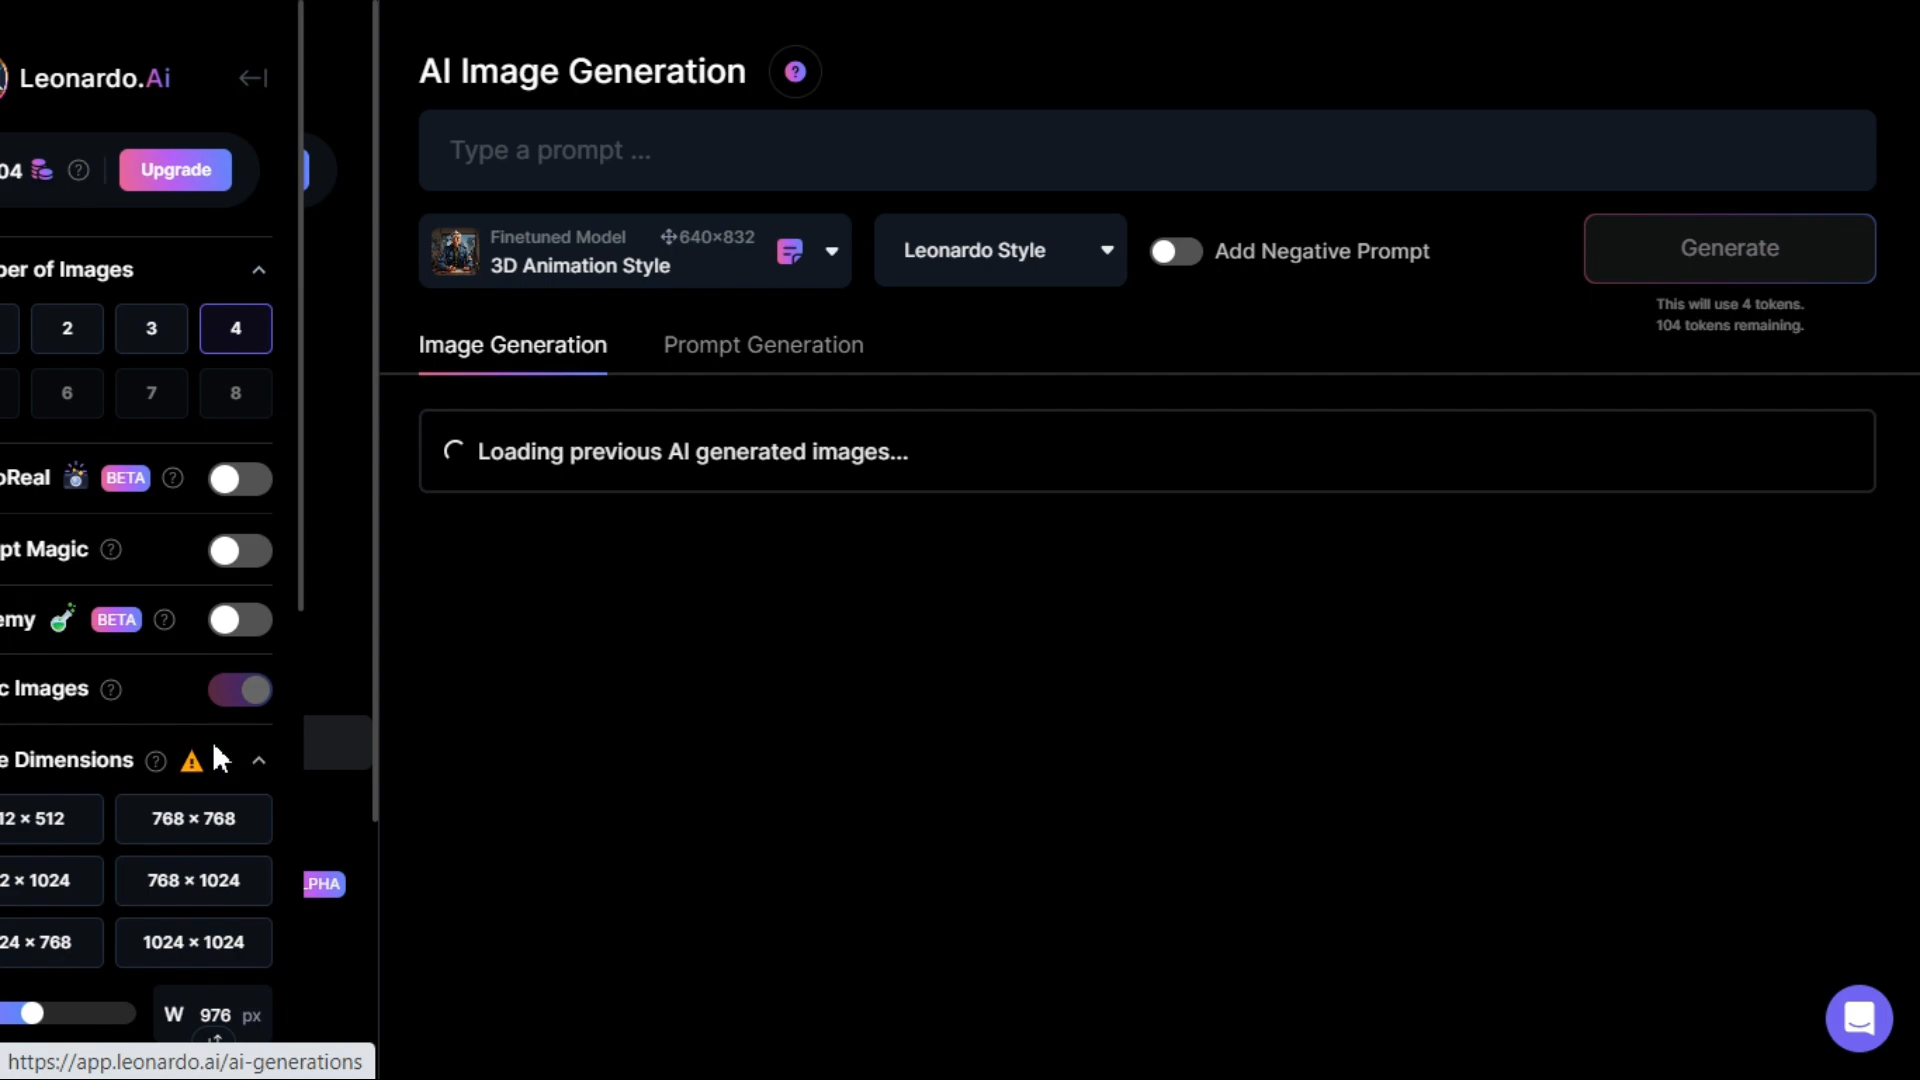 Leonardo.Ai
04
Upgrade
per of Images
2 3 4
6 7 8
oReal BETA
pt Magic
emy BETA
c Images
e Dimensions
12 × 512 768 × 768
2 × 1024 768 × 1024
24 × 768 1024 × 1024
W 976 px
https://app.leonardo.ai/ai-generations
PHA
AI Image Generation
Type a prompt ...
Finetuned Model 640×832
3D Animation Style
Leonardo Style
Add Negative Prompt
Generate
This will use 4 tokens.
104 tokens remaining.
Image Generation Prompt Generation
Loading previous AI generated images...